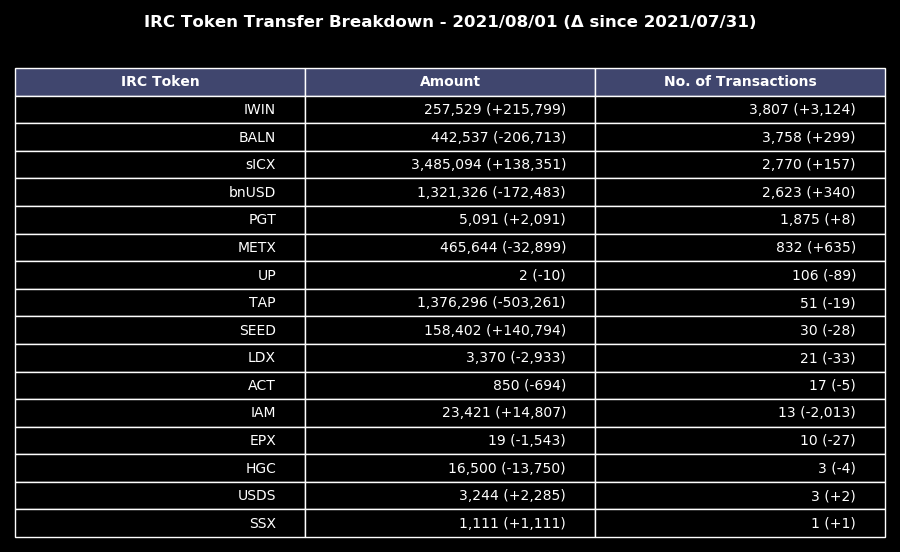 IRC Token Transfer Breakdown - 2021/08/01 (Δ since 2021/07/31)
IRC Token Amount No. of Transactions
IWIN 257,529 (+215,799) 3,807 (+3,124)
BALN 442,537 (-206,713) 3,758 (+299)
sICX 3,485,094 (+138,351) 2,770 (+157)
bnUSD 1,321,326 (-172,483) 2,623 (+340)
PGT 5,091 (+2,091) 1,875 (+8)
METX 465,644 (-32,899) 832 (+635)
UP 2 (-10) 106 (-89)
TAP 1,376,296 (-503,261) 51 (-19)
SEED 158,402 (+140,794) 30 (-28)
LDX 3,370 (-2,933) 21 (-33)
ACT 850 (-694) 17 (-5)
IAM 23,421 (+14,807) 13 (-2,013)
EPX 19 (-1,543) 10 (-27)
HGC 16,500 (-13,750) 3 (-4)
USDS 3,244 (+2,285) 3 (+2)
SSX 1,111 (+1,111) 1 (+1)